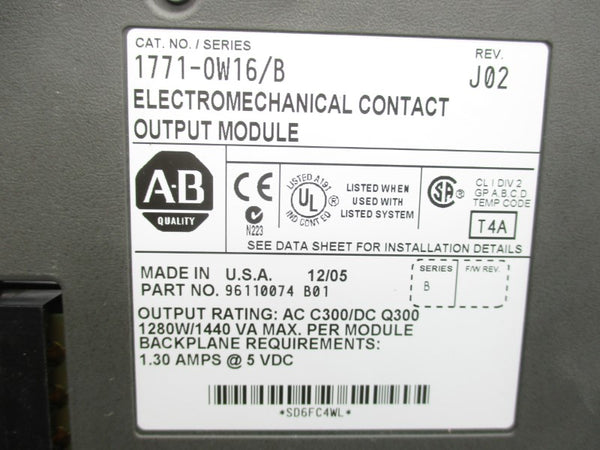 CAT. NO. / SERIES
1771-OW16/B
REV.
J02
ELECTROMECHANICAL CONTACT
OUTPUT MODULE
A-B
QUALITY
CE
N223
LISTED A197
UL
®
IND CONT EQ
LISTED WHEN
USED WITH
LISTED SYSTEM
SA
®
CL I DIV 2
GP A,B,C,D
TEMP CODE
T4A
SEE DATA SHEET FOR INSTALLATION DETAILS
MADE IN U.S.A. 12/05
PART NO. 96110074 B01
SERIES
B
F/W REV.
OUTPUT RATING: AC C300/DC Q300
1280W/1440 VA MAX. PER MODULE
BACKPLANE REQUIREMENTS:
1.30 AMPS @ 5 VDC
*SD6FC4WL*